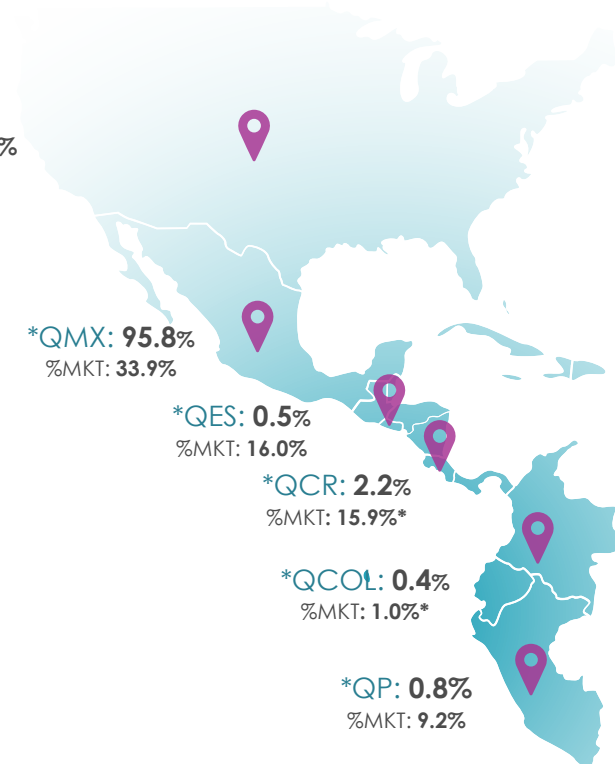 %
*QMX: 95.8%
%MKT: 33.9%
*QES: 0.5%
%MKT: 16.0%
*QCR: 2.2%
%MKT: 15.9%*
*QCOL: 0.4%
%MKT: 1.0%*
*QP: 0.8%
%MKT: 9.2%